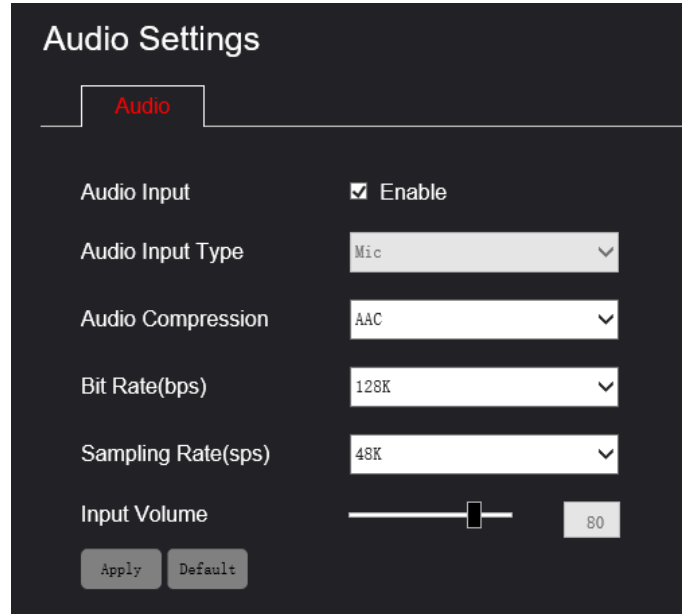 Audio Settings
Audio
Audio Input Enable
Audio Input Type Mic
Audio Compression AAC
Bit Rate(bps) 128K
Sampling Rate(sps) 48K
Input Volume 80
Apply Default